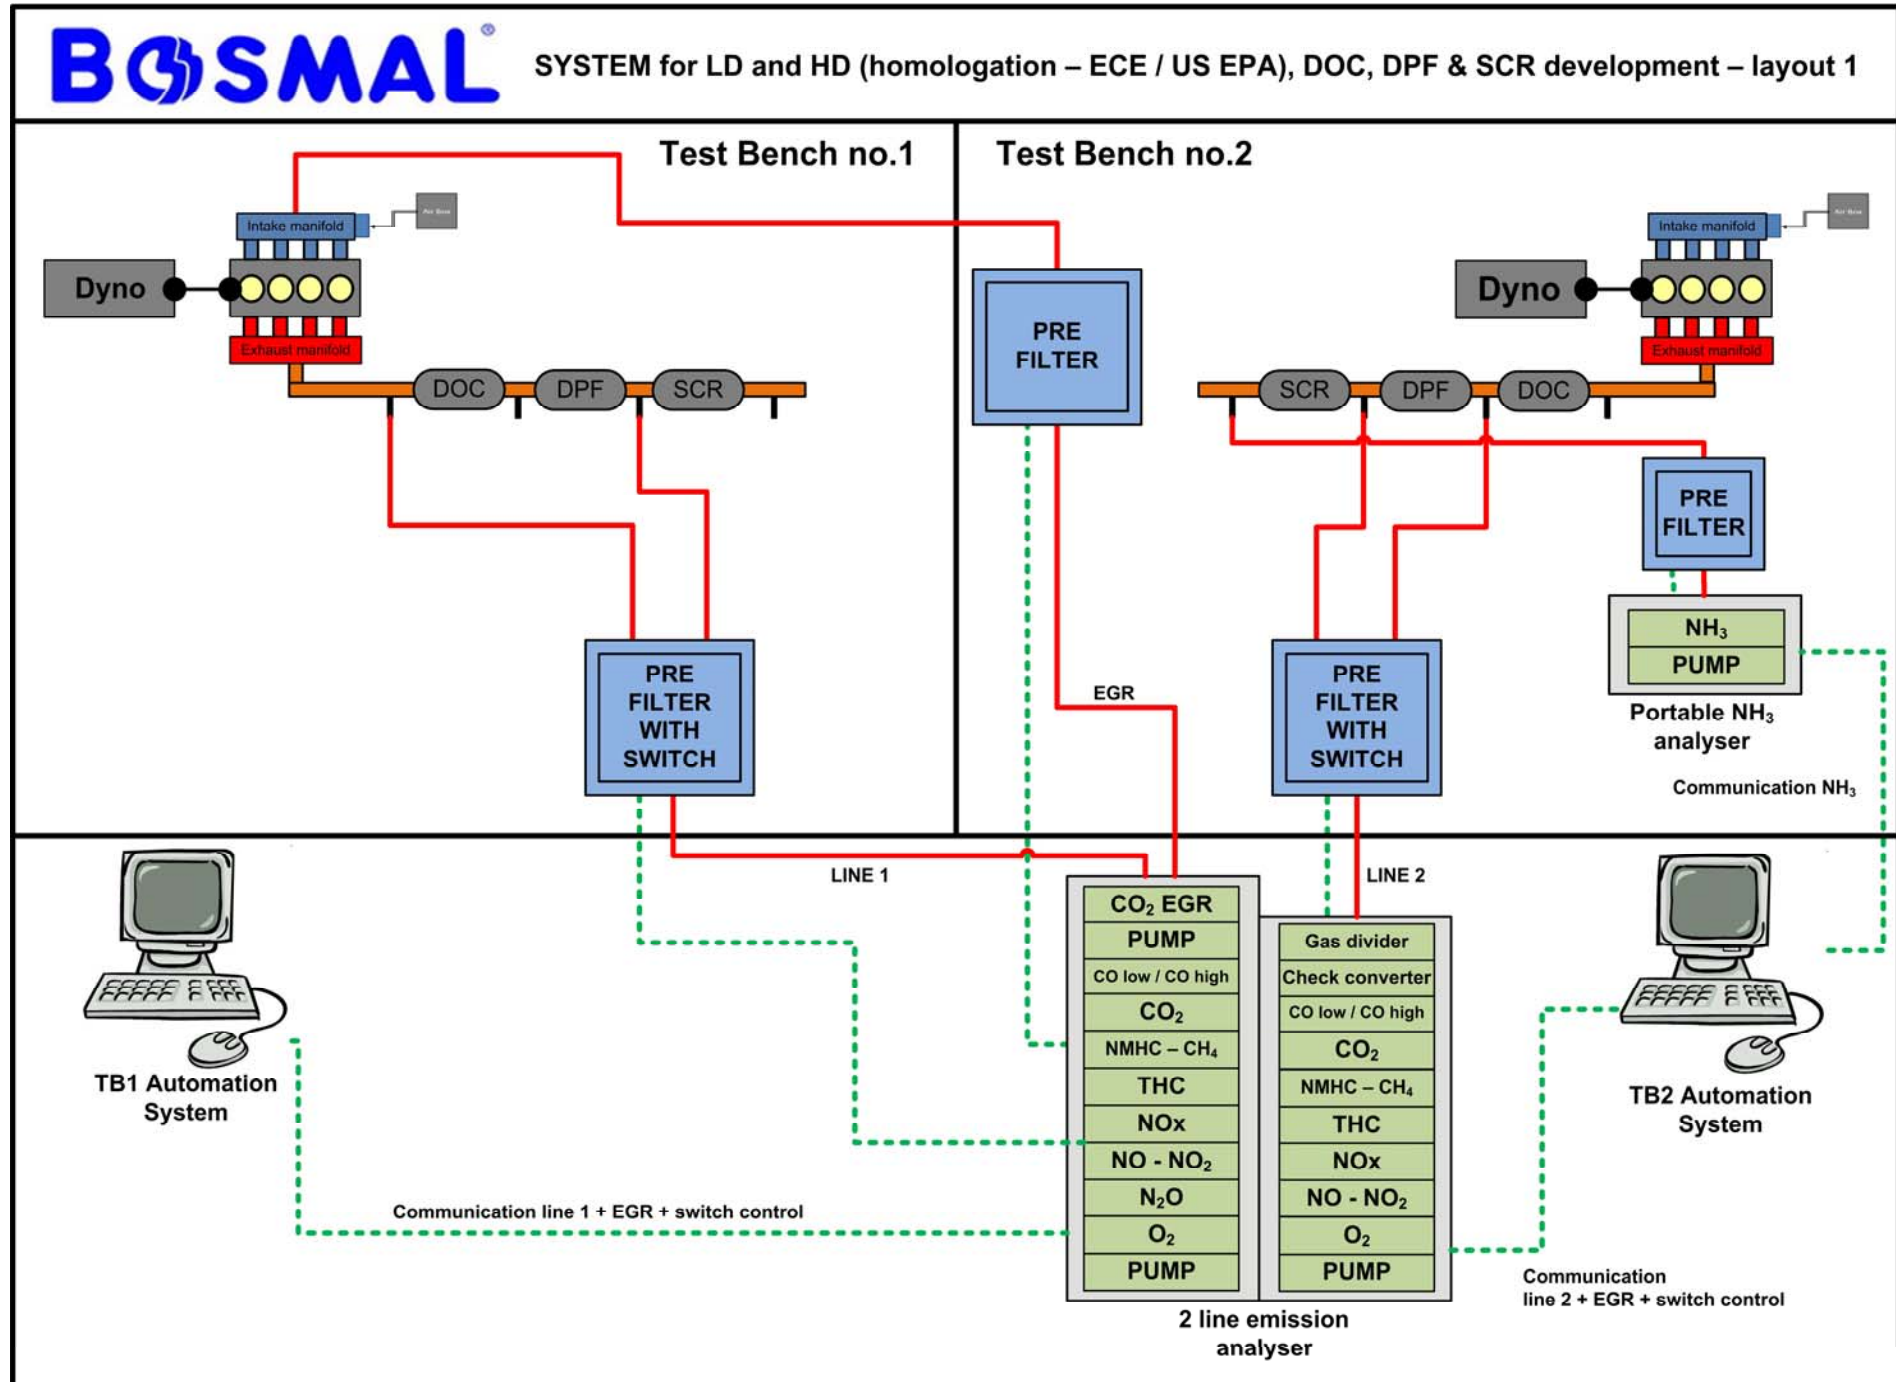 BOSMAL®
SYSTEM for LD and HD (homologation – ECE / US EPA), DOC, DPF & SCR development – layout 1
Test Bench no.1
Intake manifold
Air Box
Dyno
Exhaust manifold
DOC
DPF
SCR
PRE
FILTER
WITH
SWITCH
Test Bench no.2
PRE
FILTER
Intake manifold
Air Box
Dyno
Exhaust manifold
SCR
DPF
DOC
PRE
FILTER
NH₃
PUMP
Portable NH₃
analyser
Communication NH₃
EGR
PRE
FILTER
WITH
SWITCH
LINE 1
LINE 2
TB1 Automation
System
Communication line 1 + EGR + switch control
CO₂ EGR
PUMP
CO low / CO high
CO₂
NMHC – CH₄
THC
NOx
NO - NO₂
N₂O
O₂
PUMP
Gas divider
Check converter
CO low / CO high
CO₂
NMHC – CH₄
THC
NOx
NO - NO₂
O₂
PUMP
2 line emission
analyser
TB2 Automation
System
Communication
line 2 + EGR + switch control